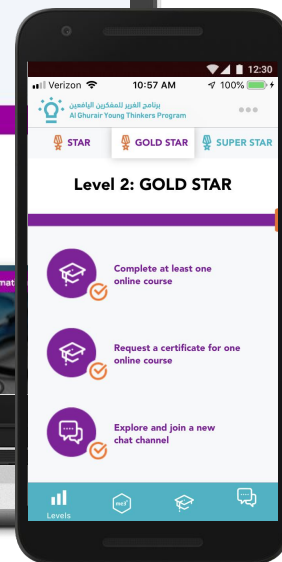 12:30
Verizon 10:57 AM 100%
برنامج الغرير للمفكرين اليافعين
Al Ghurair Young Thinkers Program
STAR GOLD STAR SUPER STAR
Level 2: GOLD STAR
Complete at least one
online course
Request a certificate for one
online course
Explore and join a new
chat channel
Levels